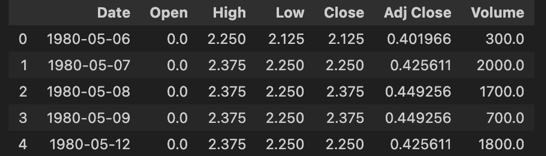 Date Open High Low Close Adj Close Volume
0 1980-05-06 0.0 2.250 2.125 2.125 0.401966 300.0
1 1980-05-07 0.0 2.375 2.250 2.250 0.425611 2000.0
2 1980-05-08 0.0 2.375 2.250 2.375 0.449256 1700.0
3 1980-05-09 0.0 2.375 2.250 2.375 0.449256 700.0
4 1980-05-12 0.0 2.375 2.250 2.250 0.425611 1800.0